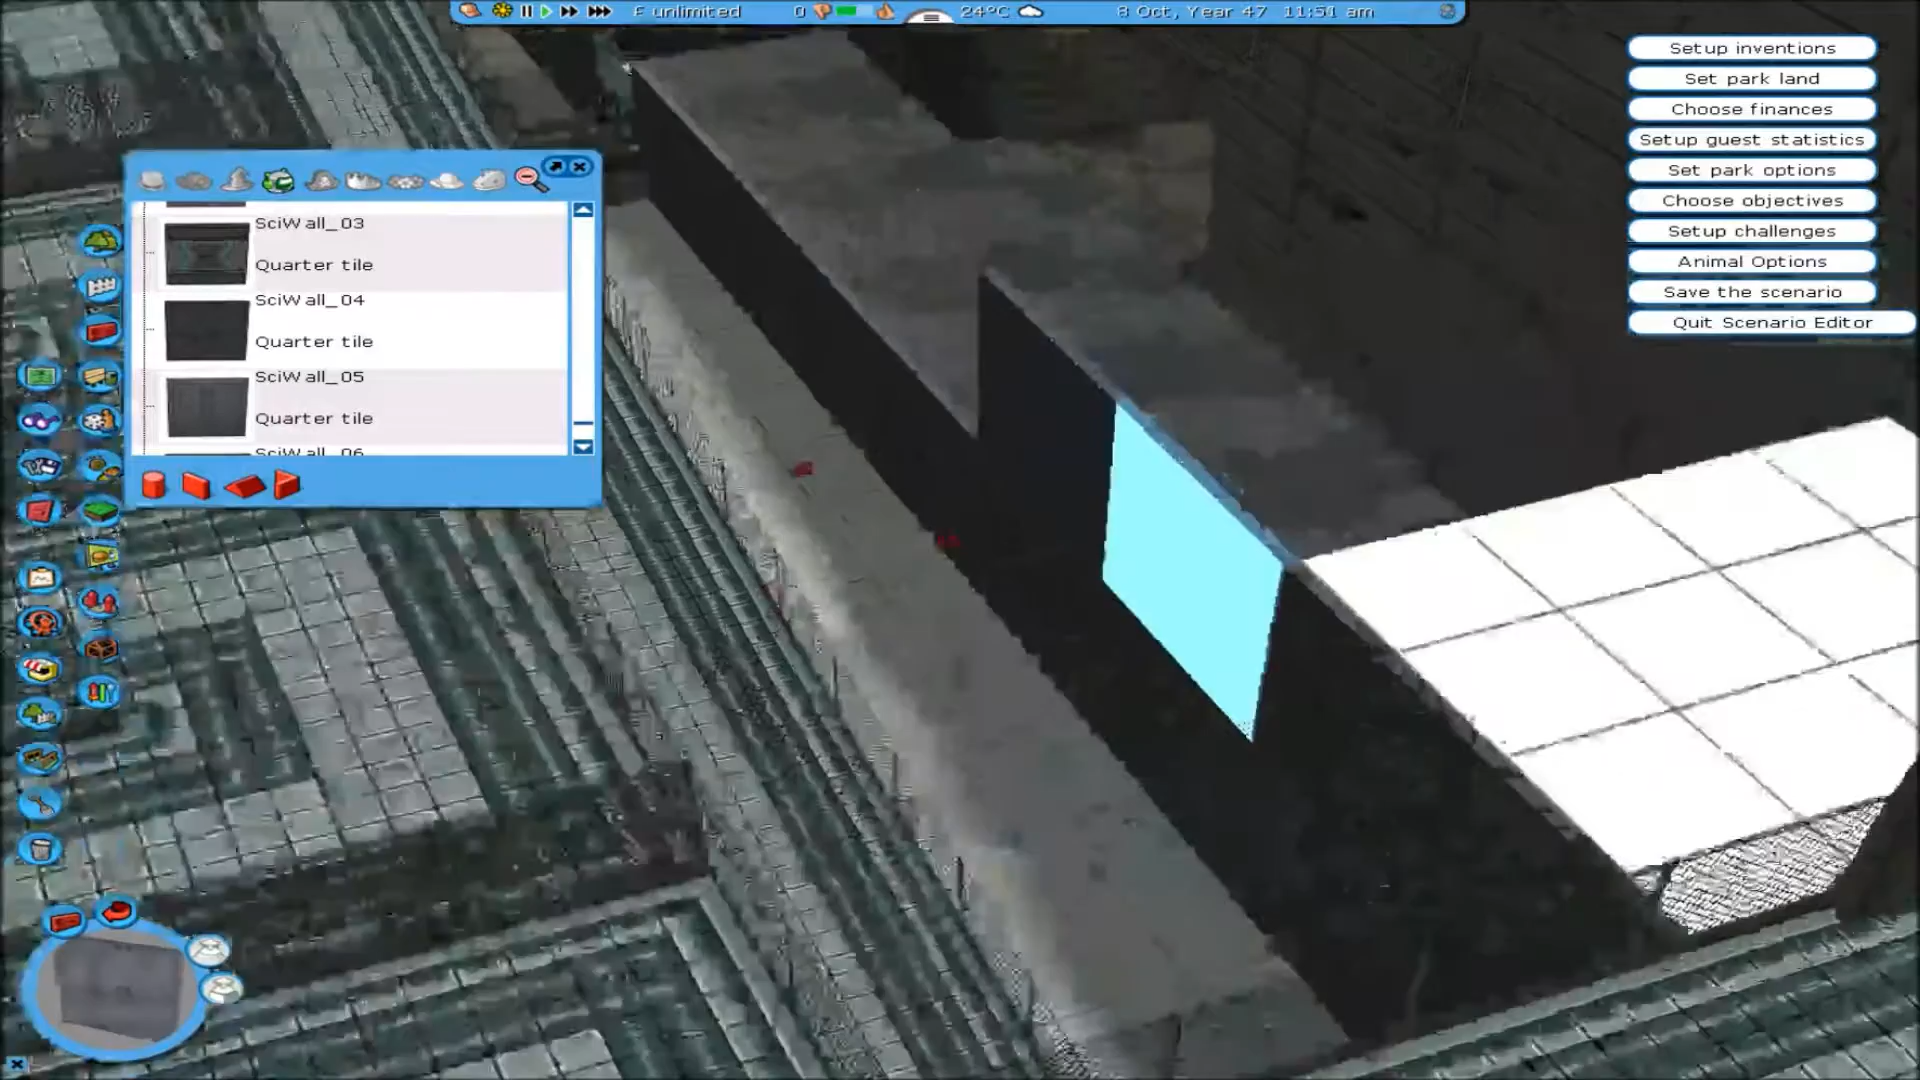 F unlimited 0 24°C 8 Oct, Year 47 11:51 am
Setup inventions
Set park land
Choose finances
Setup guest statistics
Set park options
Choose objectives
Setup challenges
Animal Options
Save the scenario
Quit Scenario Editor
SciWall_03
Quarter tile
SciWall_04
Quarter tile
SciWall_05
Quarter tile
SciWall_06